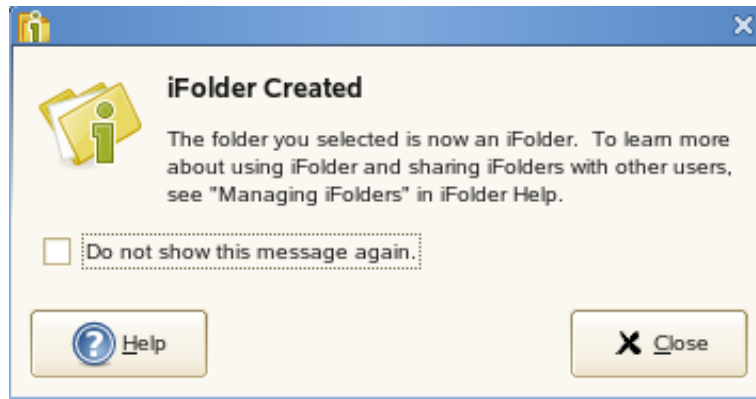 iFolder Created
The folder you selected is now an iFolder. To learn more
about using iFolder and sharing iFolders with other users,
see "Managing iFolders" in iFolder Help.
Do not show this message again.
Help
Close